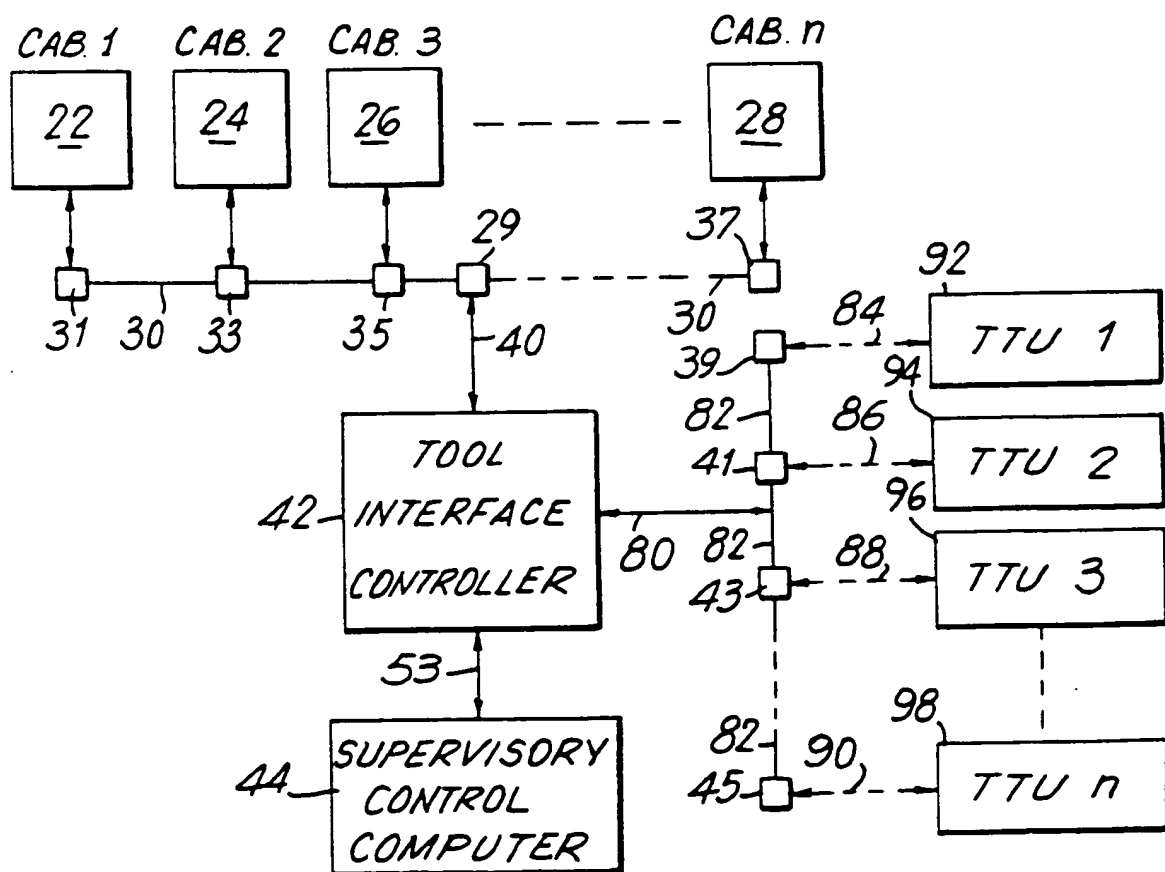 CAB. 1 CAB. 2 CAB. 3 CAB. n
22 24 26 28
29 37
31 30 33 35 30
40
92
84 TTU 1
39
94
82 86
41 TTU 2
TOOL
INTERFACE
CONTROLLER
42
80
96
82 88
43 TTU 3
53
98
82 90
45 TTU n
44
SUPERVISORY
CONTROL
COMPUTER